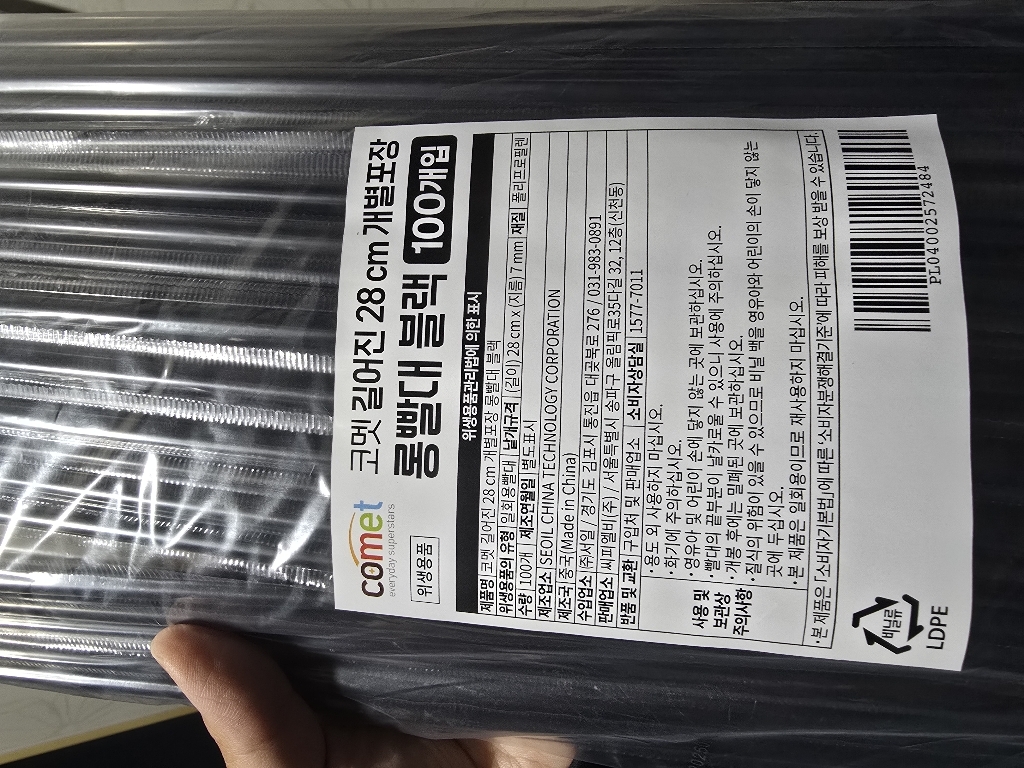 comet
everyday superstars
코멧 길어진 28 cm 개별포장
롱빨대 블랙 100개입
위생용품
위생용품관리법에 의한 표시
제품명 코멧 길어진 28 cm 개별포장 롱빨대 블랙
위생용품의 유형 일회용빨대 낱개규격 (길이) 28 cm x (지름) 7 mm 재질 폴리프로필렌
수량 100개 제조연월일 별도표시
제조업소 SEOIL CHINA TECHNOLOGY CORPORATION
제조국 중국(Made in China)
수입업소 (주)서일 / 경기도 김포시 통진읍 대곶북로 276 / 031-983-0891
판매업소 씨피엘비(주) / 서울특별시 송파구 올림픽로35다길 32, 12층(신천동)
반품 및 교환 구입처 및 판매업소 소비자상담실 1577-7011
사용 및 보관상 주의사항
· 용도 외 사용하지 마십시오.
· 화기에 주의하십시오.
· 영유아 및 어린이 손에 닿지 않는 곳에 보관하십시오.
· 빨대의 끝부분이 날카로울 수 있으니 사용에 주의하십시오.
· 개봉 후에는 밀폐된 곳에 보관하십시오.
· 질식의 위험이 있을 수 있으므로 비닐 백을 영유아와 어린이의 손이 닿지 않는
곳에 두십시오.
· 본 제품은 일회용이므로 재사용하지 마십시오.
· 본 제품은 「소비자기본법」에 따른 소비자분쟁해결기준에 따라 피해를 보상 받을 수 있습니다.
비닐류
LDPE
PL04002572484